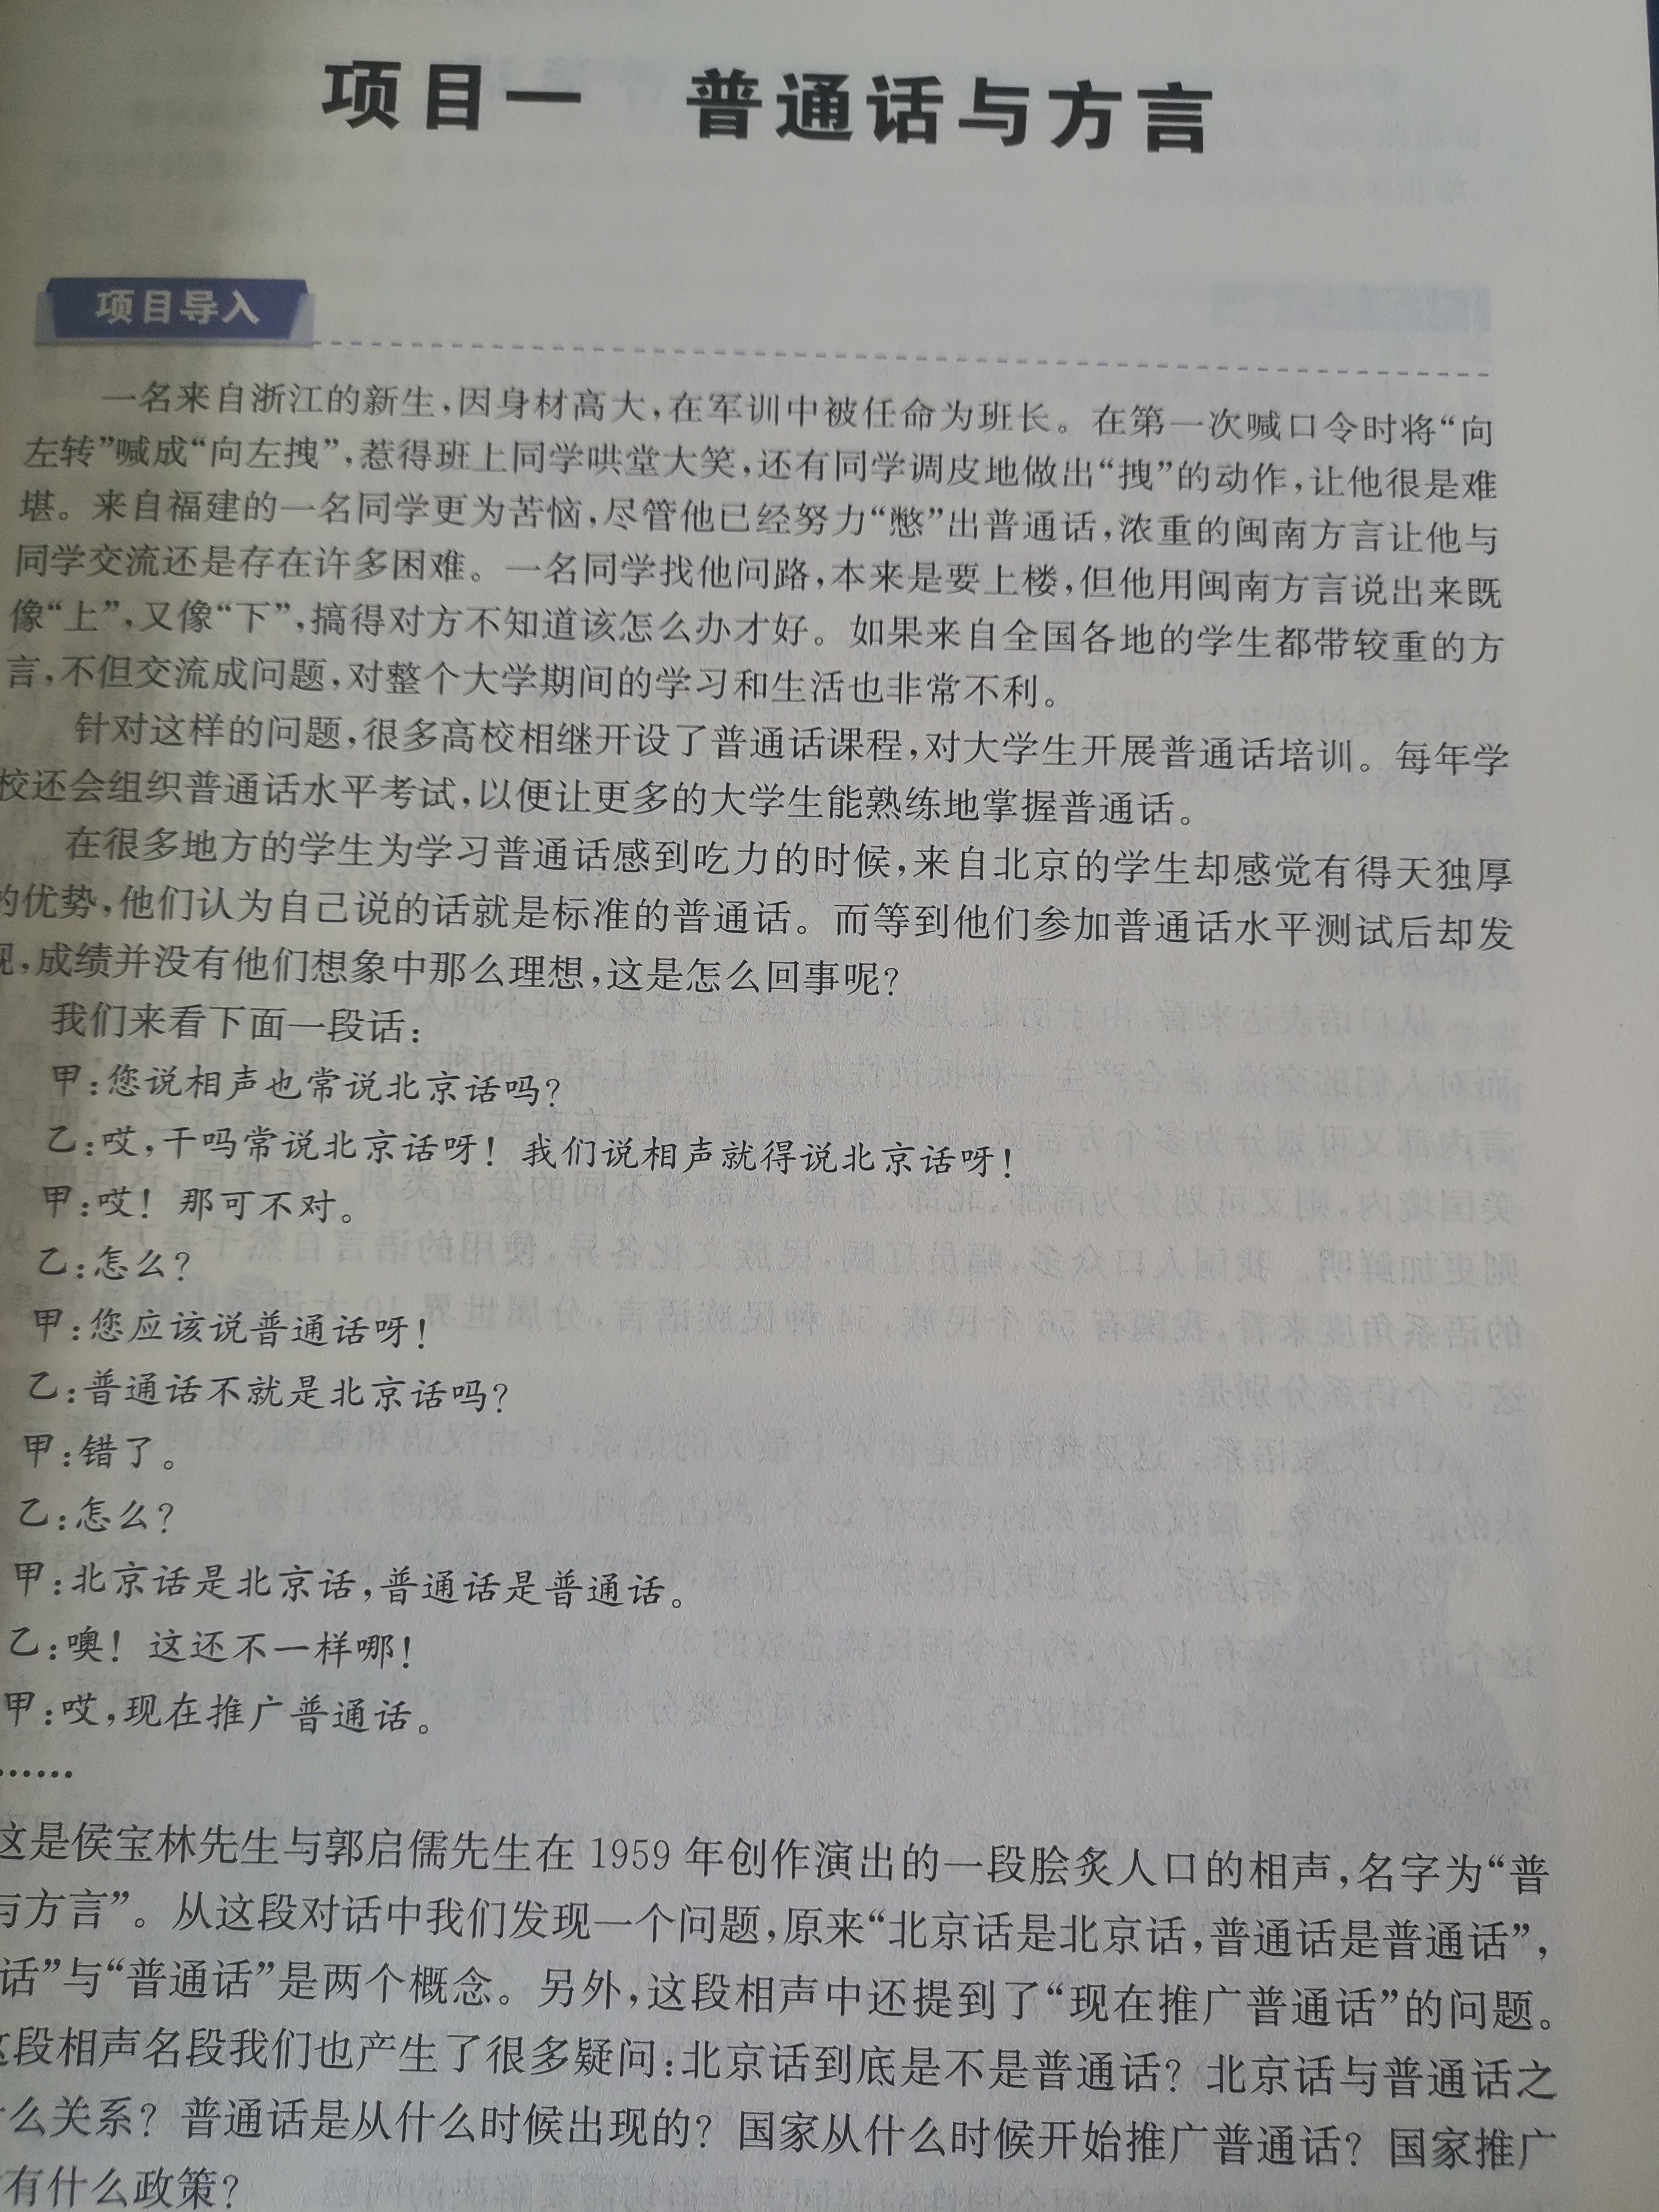 项目一 普通话与方言
项目导入
一名来自浙江的新生,因身材高大,在军训中被任命为班长。在第一次喊口令时将“向
左转”喊成“向左拽”,惹得班上同学哄堂大笑,还有同学调皮地做出“拽”的动作,让他很是难
堪。来自福建的一名同学更为苦恼,尽管他已经努力“憋”出普通话,浓重的闽南方言让他与
同学交流还是存在许多困难。一名同学找他问路,本来是要上楼,但他用闽南方言说出来既
像“上”,又像“下”,搞得对方不知道该怎么办才好。如果来自全国各地的学生都带较重的方
言,不但交流成问题,对整个大学期间的学习和生活也非常不利。
针对这样的问题,很多高校相继开设了普通话课程,对大学生开展普通话培训。每年学
校还会组织普通话水平考试,以便让更多的大学生能熟练地掌握普通话。
在很多地方的学生为学习普通话感到吃力的时候,来自北京的学生却感觉有得天独厚
的优势,他们认为自己说的话就是标准的普通话。而等到他们参加普通话水平测试后却发
现,成绩并没有他们想象中那么理想,这是怎么回事呢?
我们来看下面一段话:
甲:您说相声也常说北京话吗?
乙:哎,干吗常说北京话呀! 我们说相声就得说北京话呀!
甲:哎! 那可不对。
乙:怎么?
甲:您应该说普通话呀!
乙:普通话不就是北京话吗?
甲:错了。
乙:怎么?
甲:北京话是北京话,普通话是普通话。
乙:噢! 这还不一样哪!
甲:哎,现在推广普通话。
……
这是侯宝林先生与郭启儒先生在 1959 年创作演出的一段脍炙人口的相声,名字为“普
与方言”。从这段对话中我们发现一个问题,原来“北京话是北京话,普通话是普通话”,
话”与“普通话”是两个概念。另外,这段相声中还提到了“现在推广普通话”的问题。
这段相声名段我们也产生了很多疑问:北京话到底是不是普通话? 北京话与普通话之
什么关系? 普通话是从什么时候出现的? 国家从什么时候开始推广普通话? 国家推广
有什么政策?